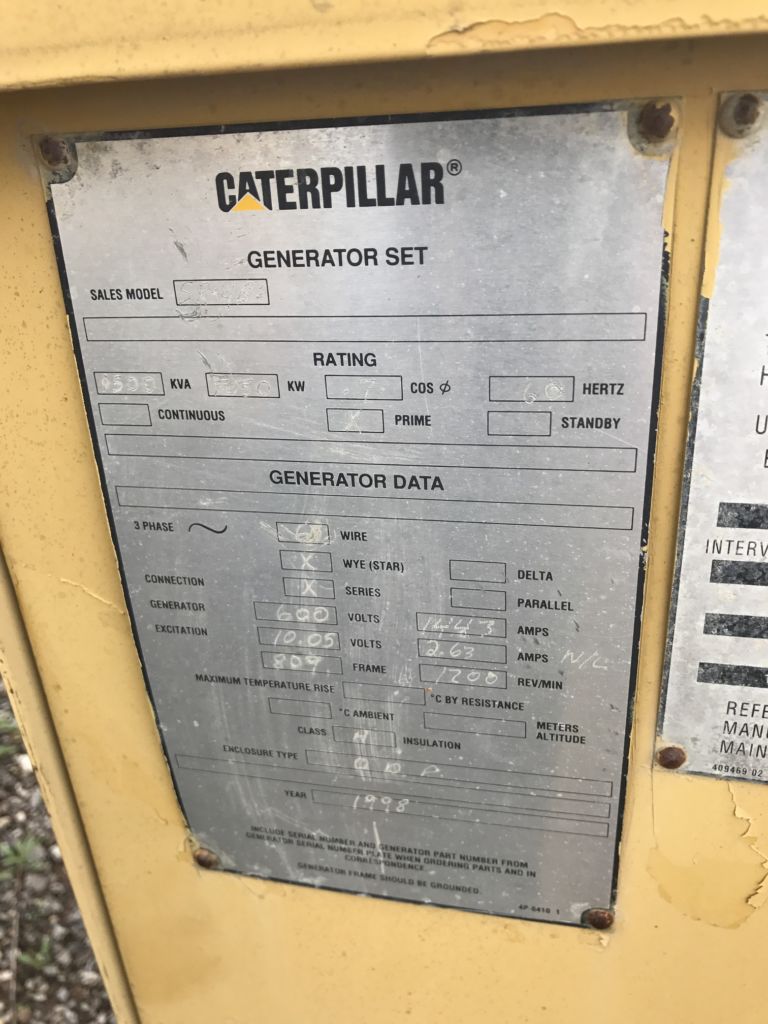 CATERPILLAR®
GENERATOR SET
SALES MODEL
RATING
KVA KW .7 COS ø 60 HERTZ
CONTINUOUS X PRIME STANDBY
GENERATOR DATA
3 PHASE ~ 6 WIRE
X WYE (STAR) DELTA
CONNECTION X SERIES PARALLEL
GENERATOR 600 VOLTS AMPS
EXCITATION 10.05 VOLTS 2.63 AMPS N/L
809 FRAME 1200 REV/MIN
MAXIMUM TEMPERATURE RISE °C BY RESISTANCE
°C AMBIENT METERS ALTITUDE
CLASS H INSULATION
ENCLOSURE TYPE ODP
YEAR 1998
INCLUDE SERIAL NUMBER AND GENERATOR PART NUMBER FROM
GENERATOR SERIAL NUMBER PLATE WHEN ORDERING PARTS AND IN
CORRESPONDENCE
GENERATOR FRAME SHOULD BE GROUNDED.
4P-8410 1
H
U
E
INTERV
REFE
MAN
MAIN
409469 02